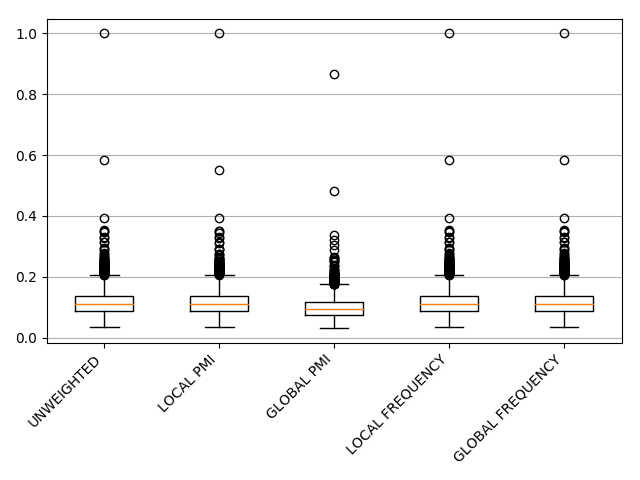 1.0
0.8
0.6
0.4
0.2
0.0
UNWEIGHTED
LOCAL PMI
GLOBAL PMI
LOCAL FREQUENCY
GLOBAL FREQUENCY